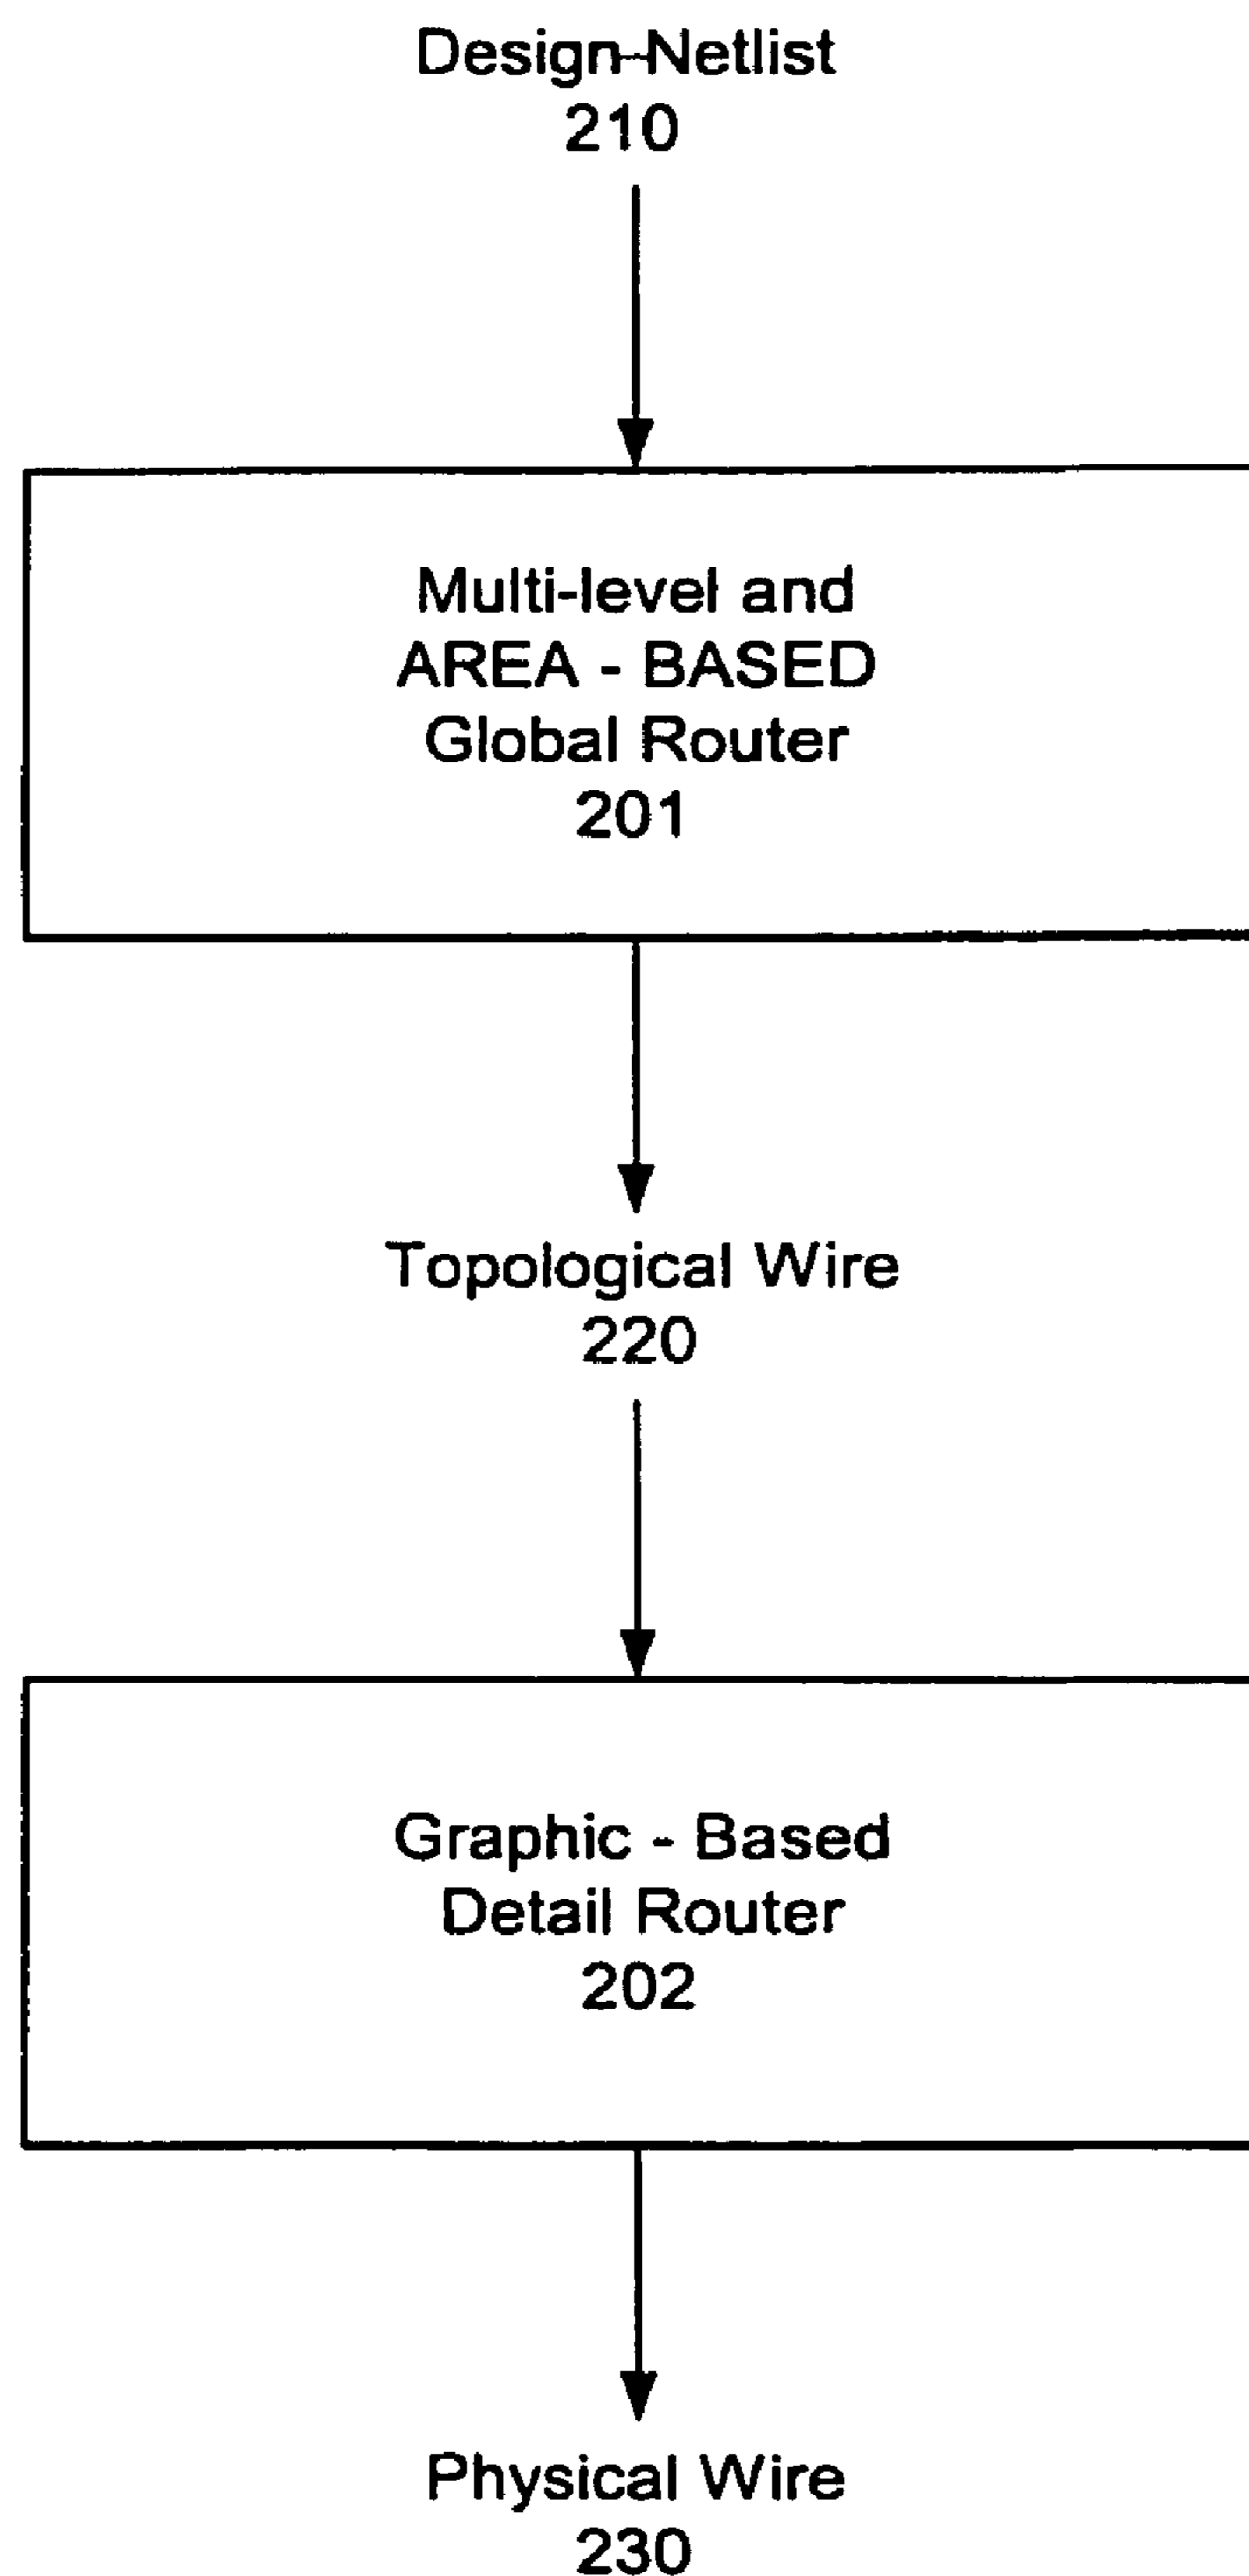 Design-Netlist
210
Multi-level and
AREA - BASED
Global Router
201
Topological Wire
220
Graphic - Based
Detail Router
202
Physical Wire
230